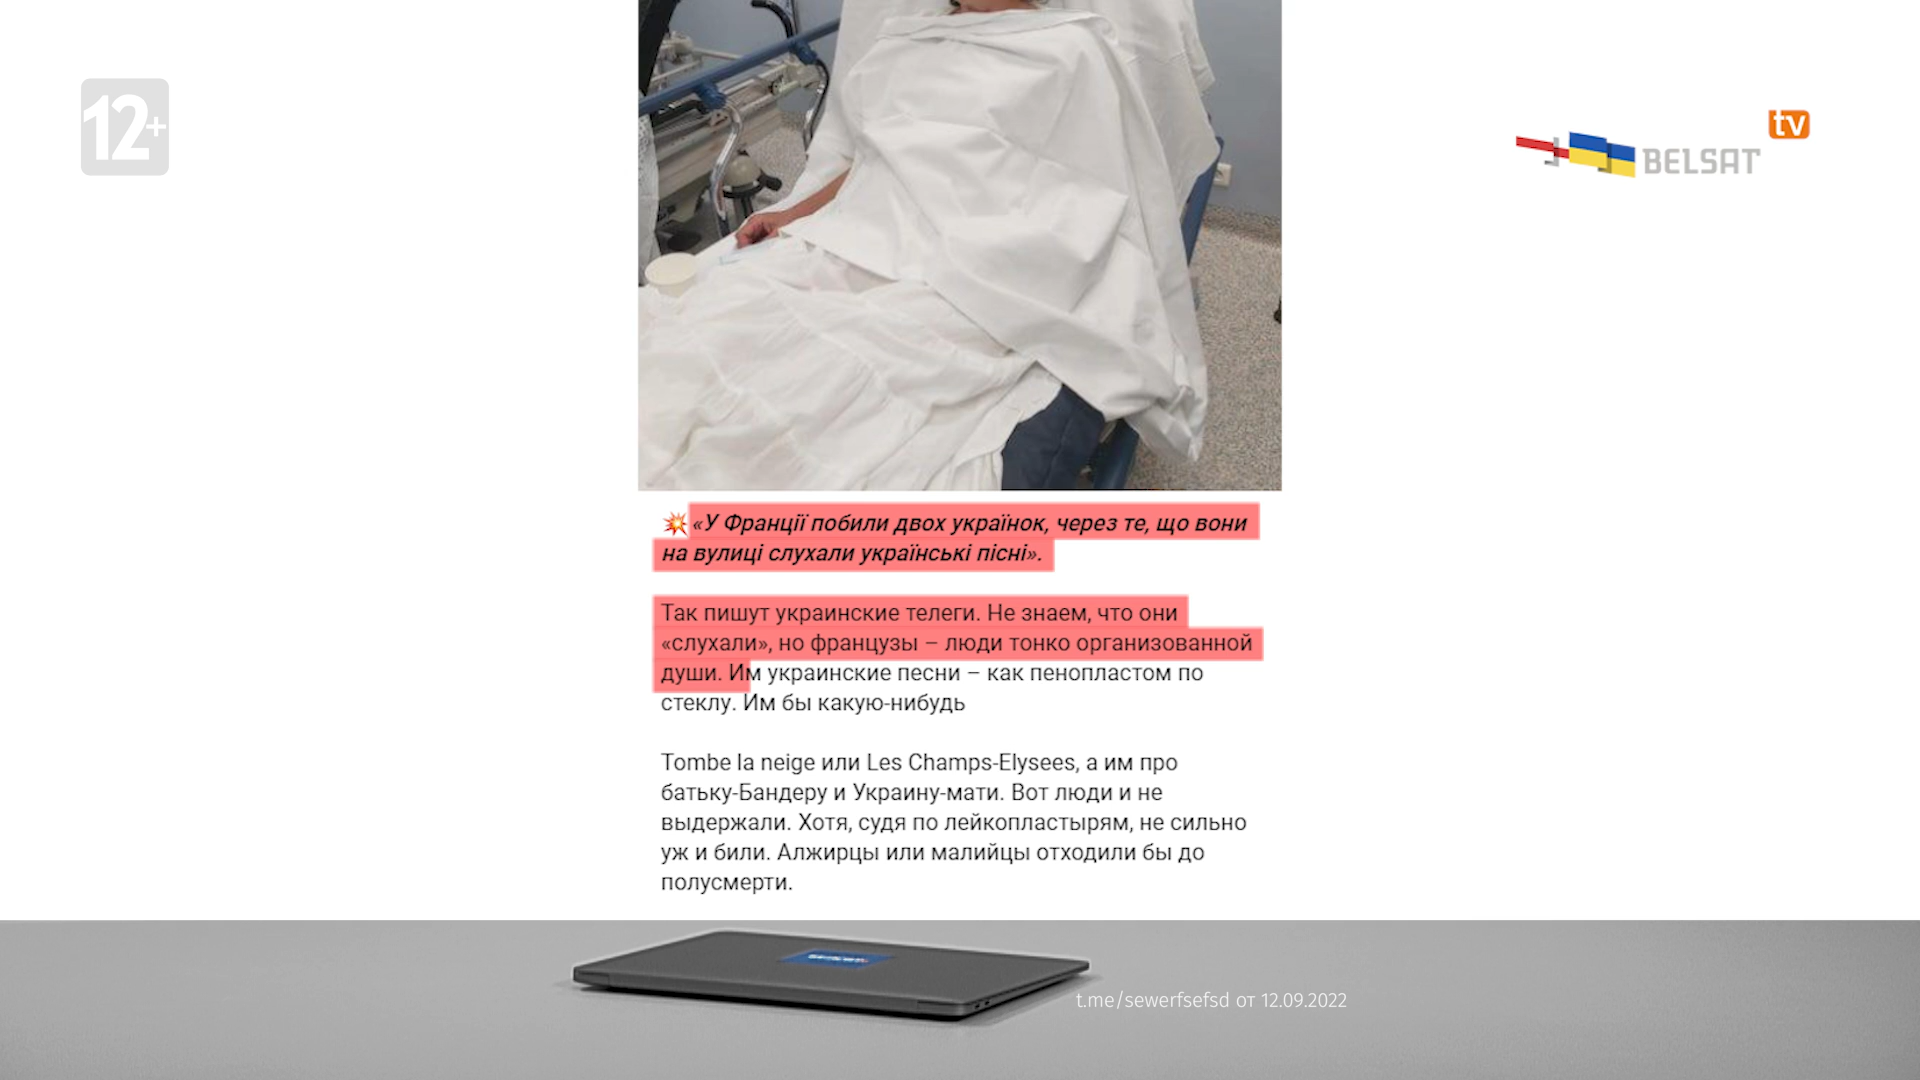 12+
tv
BELSAT
«У Франції побили двох українок, через те, що вони
на вулиці слухали українські пісні».
Так пишут украинские телеги. Не знаем, что они
«слухали», но французы – люди тонко организованной
души. Им украинские песни – как пенопластом по
стеклу. Им бы какую-нибудь
Tombe la neige или Les Champs-Elysees, а им про
батьку-Бандеру и Украину-мати. Вот люди и не
выдержали. Хотя, судя по лейкопластырям, не сильно
уж и били. Алжирцы или малийцы отходили бы до
полусмерти.
t.me/sewerfsefsd от 12.09.2022